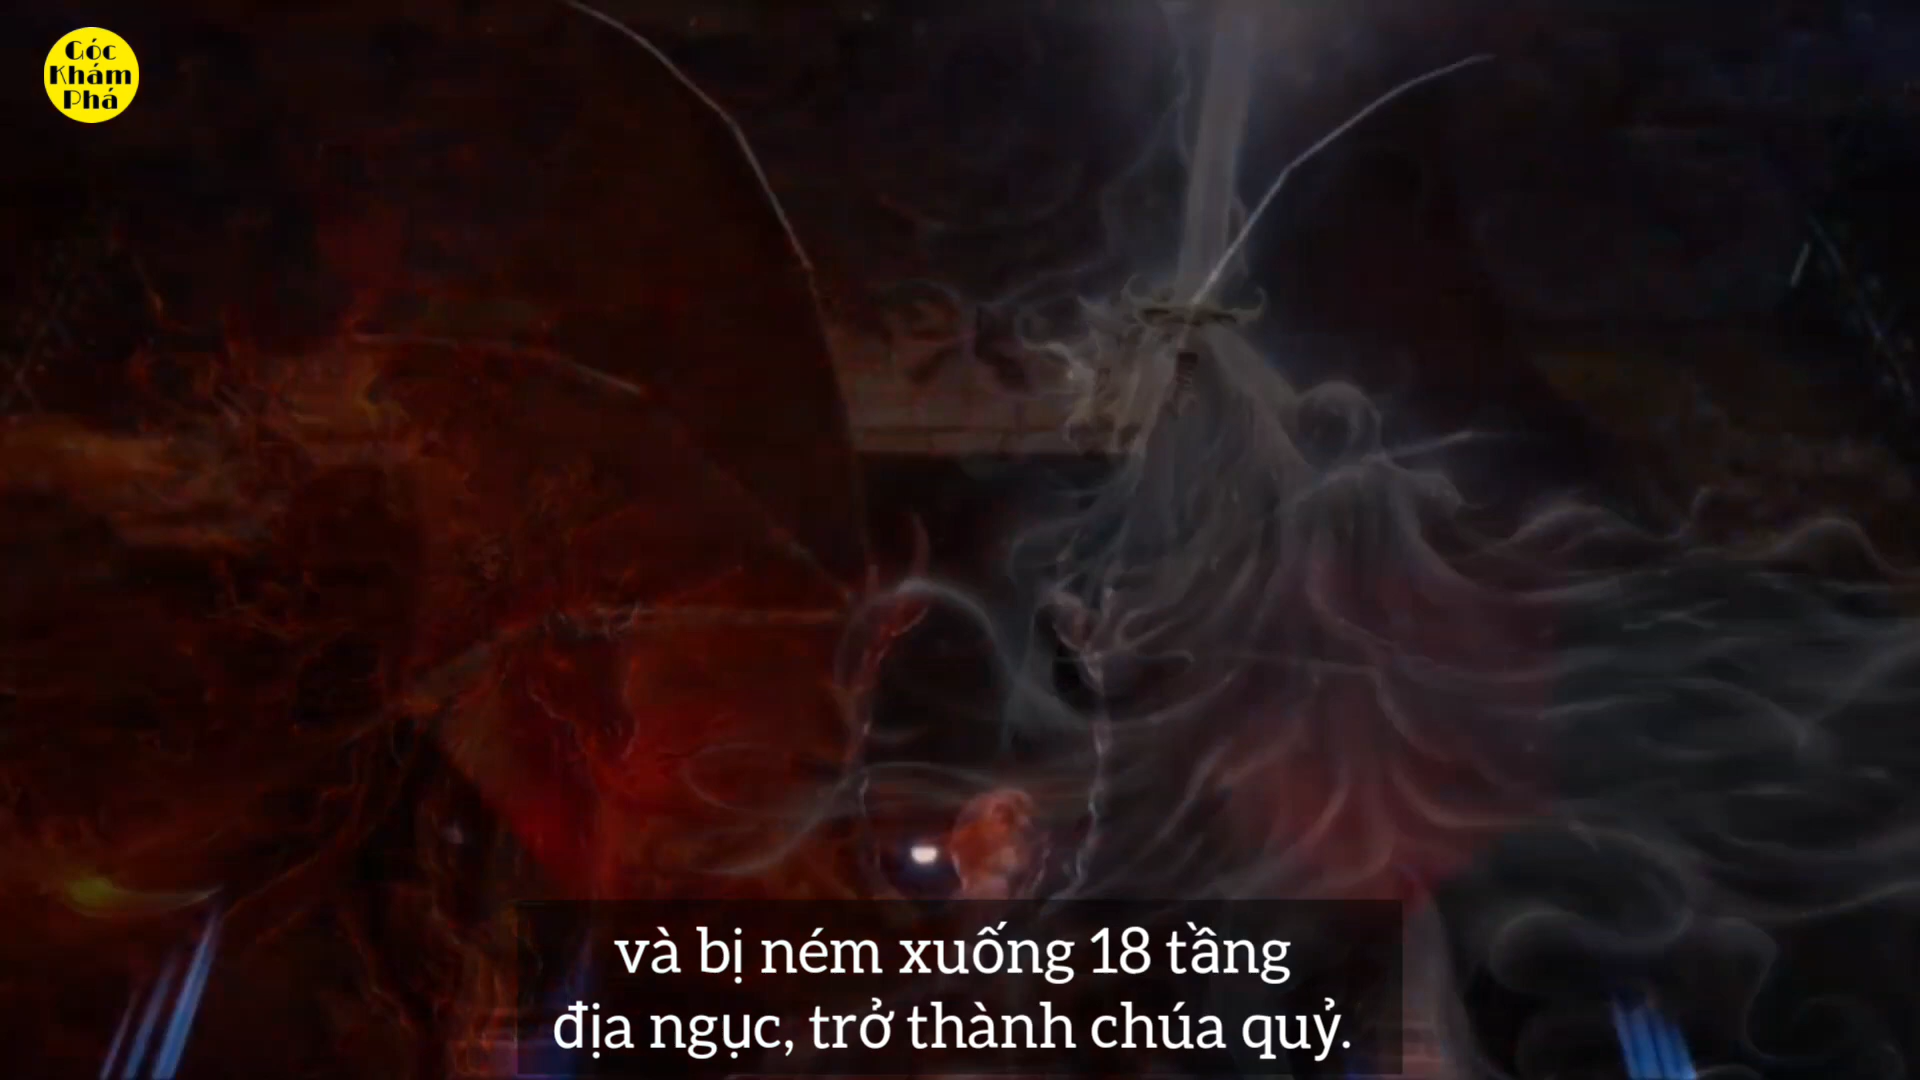 Góc
Khám
Phá
và bị ném xuống 18 tầng
địa ngục, trở thành chúa quỷ.